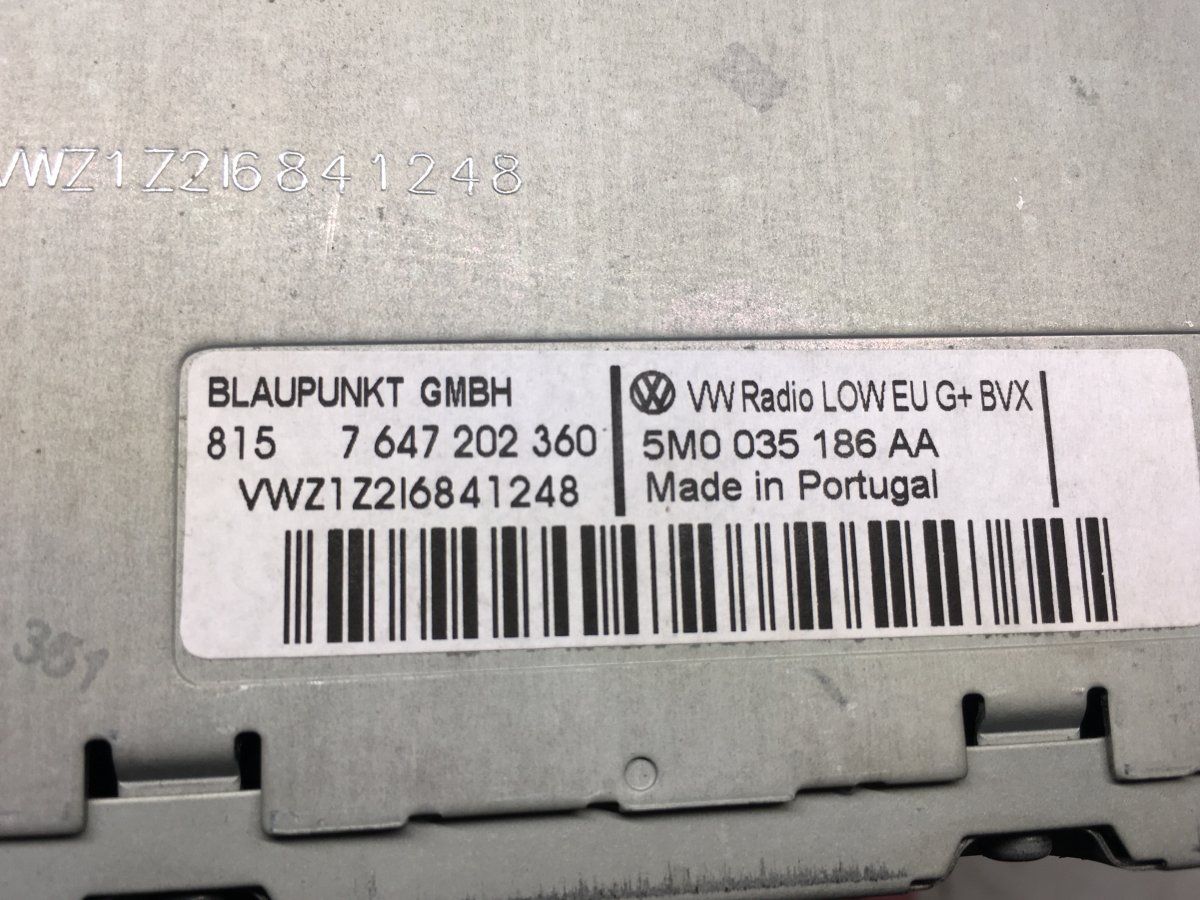 VWZ1Z2I6841248
BLAUPUNKT GMBH
815 7 647 202 360
VWZ1Z2I6841248
VW Radio LOW EU G+ BVX
5M0 035 186 AA
Made in Portugal
351